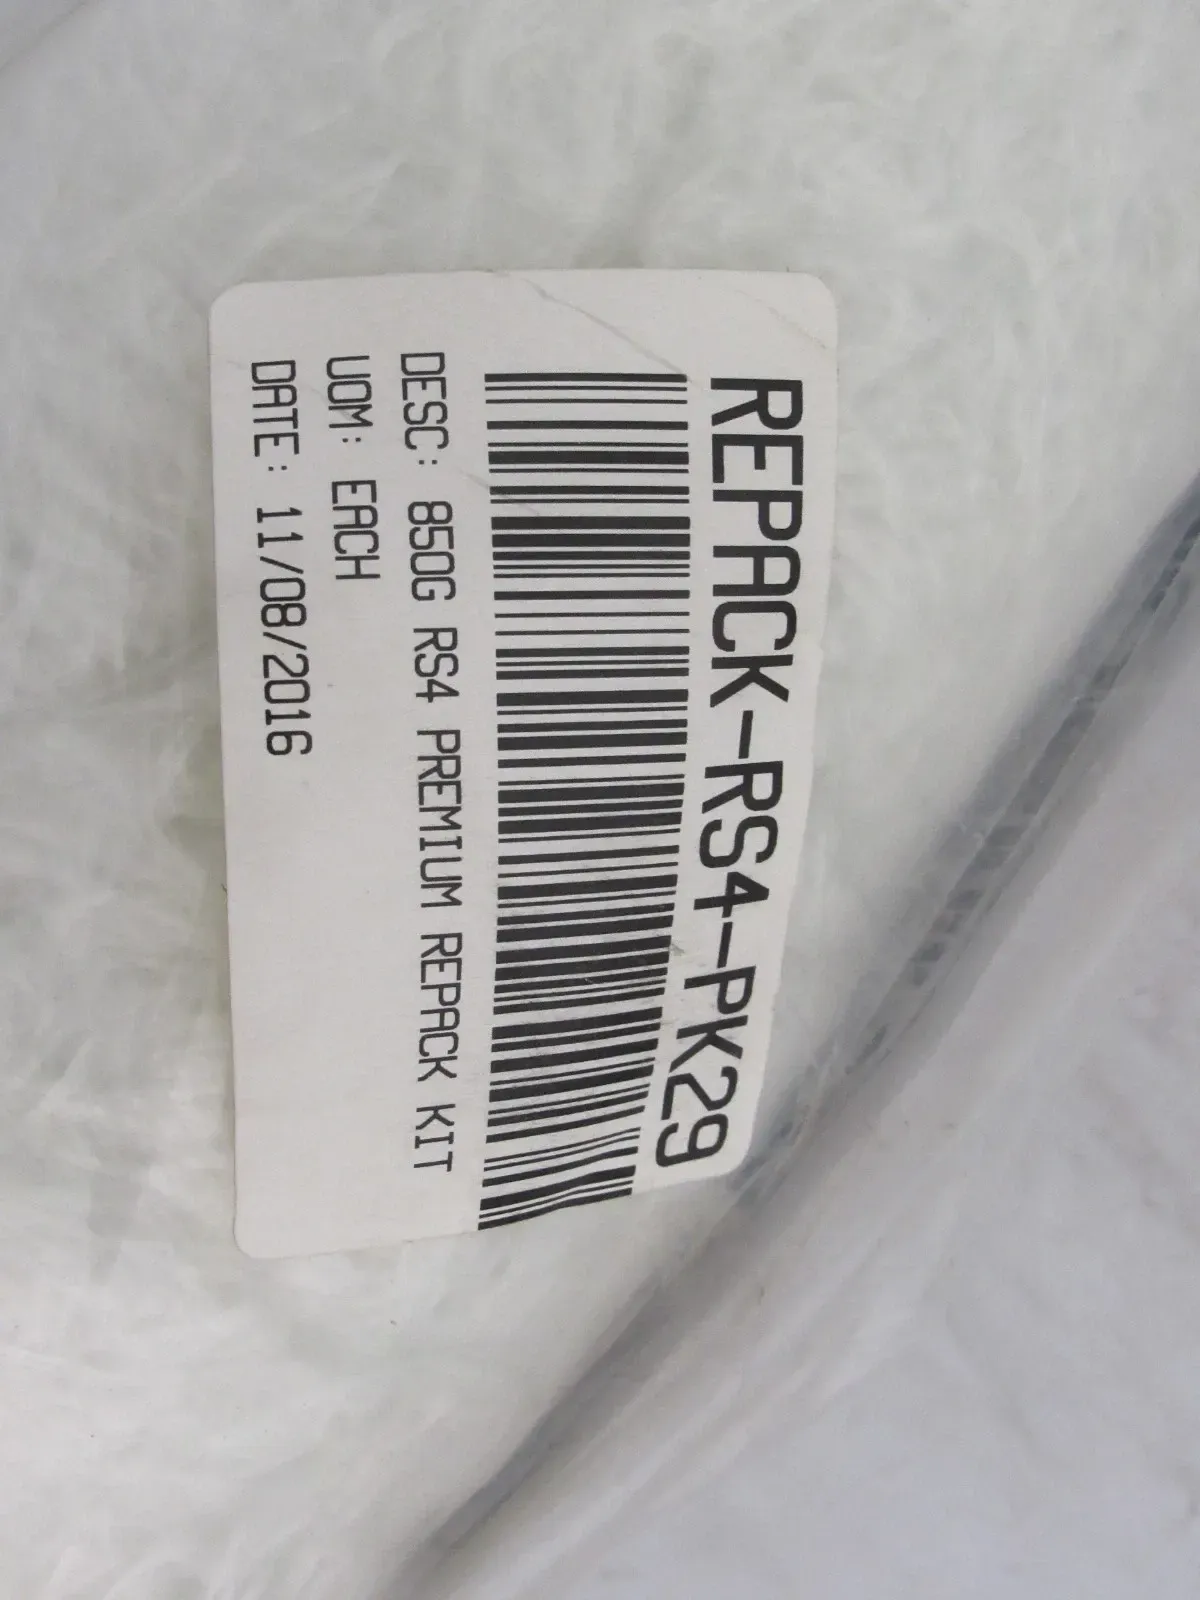 REPACK-RS4-PK29
DESC: 850G RS4 PREMIUM REPACK KIT
UOM: EACH
DATE: 11/08/2016